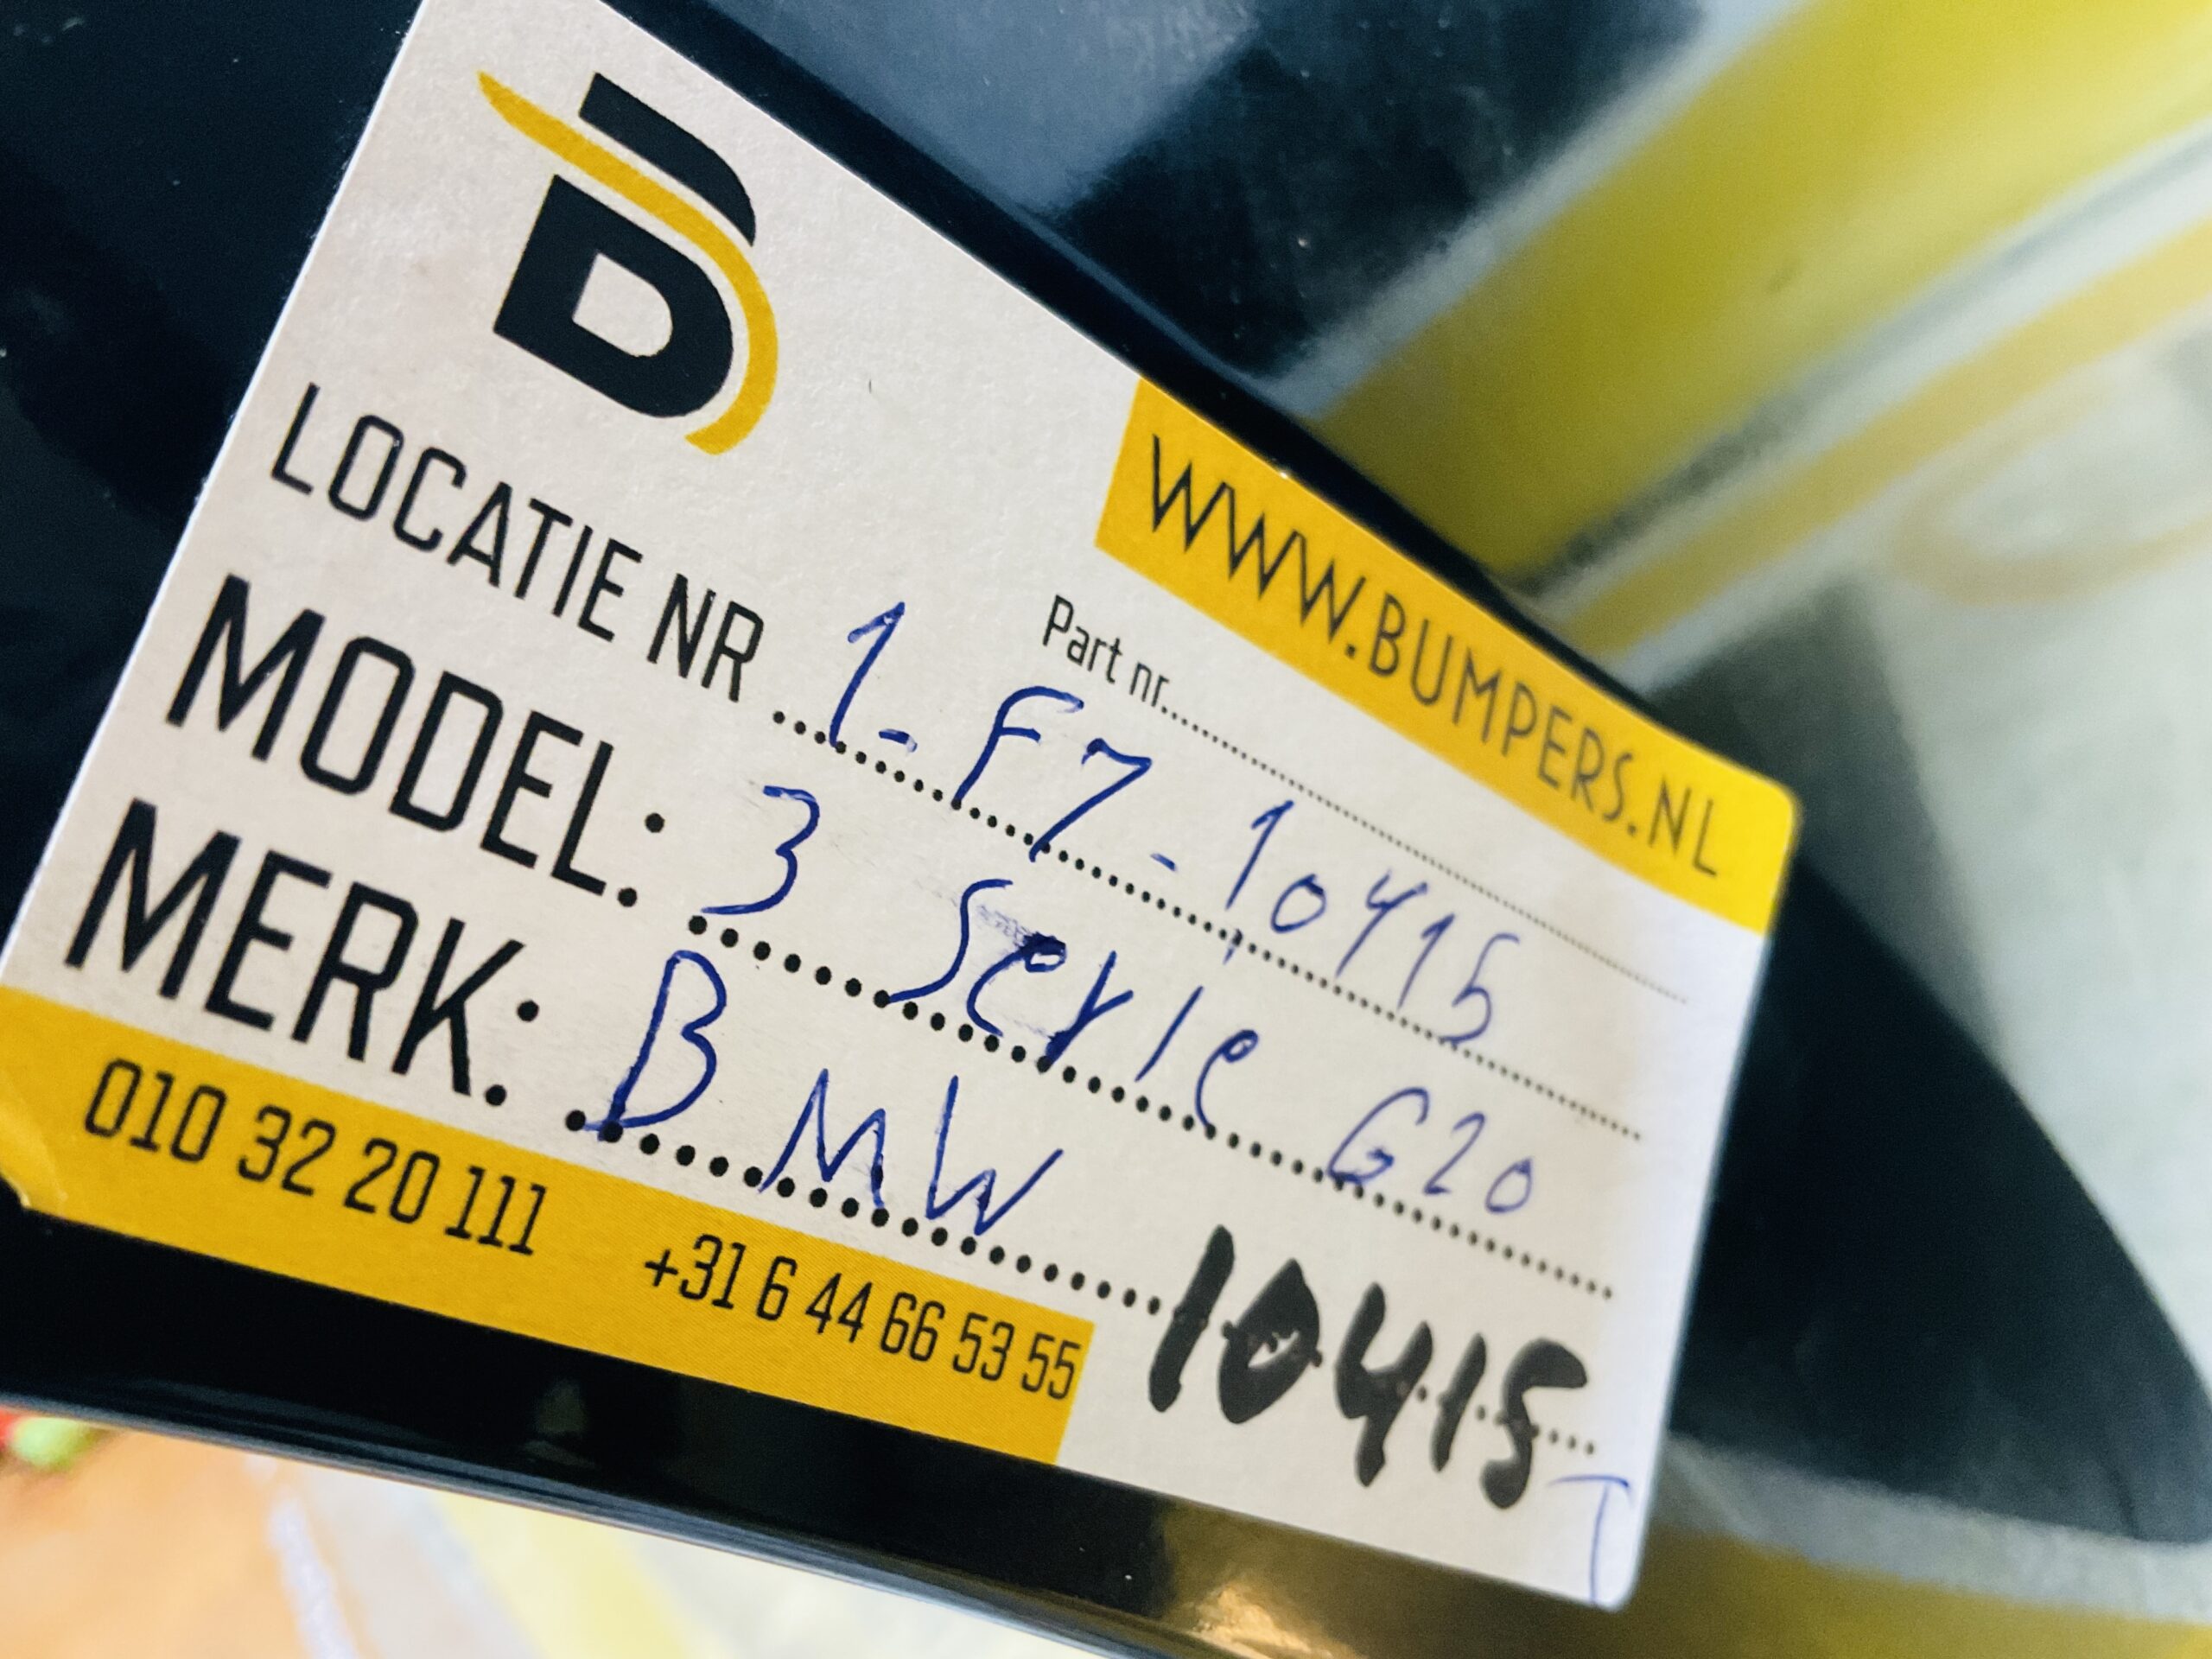 B
WWW.BUMPERS.NL
Part nr..........
LOCATIE NR 1-F7-10415
MODEL: 3 Serie G20
MERK: BMW
10415
T
010 32 20 111 +31 6 44 66 53 55